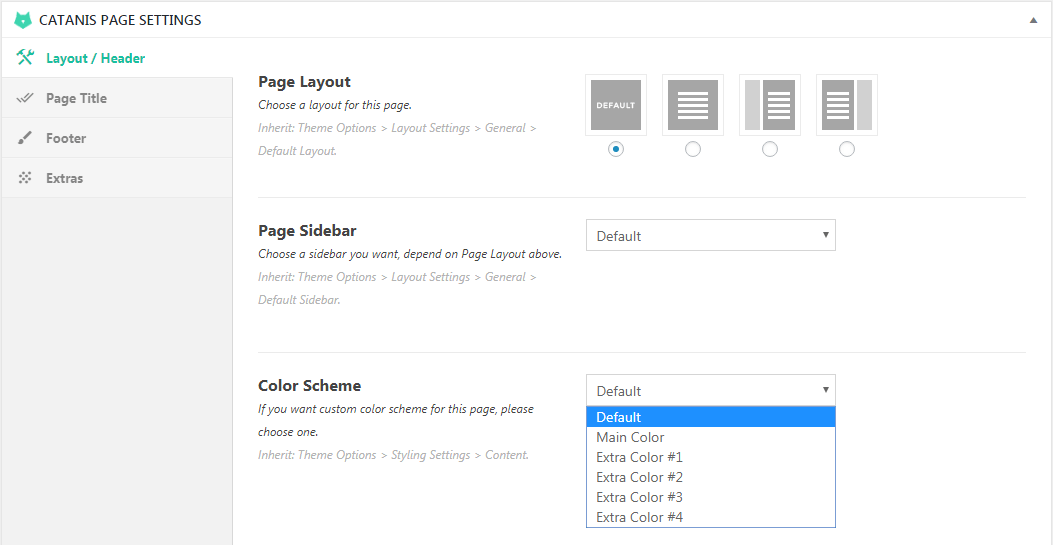 CATANIS PAGE SETTINGS
Layout / Header
Page Title
Footer
Extras
Page Layout
Choose a layout for this page.
Inherit: Theme Options > Layout Settings > General >
Default Layout.
DEFAULT
Page Sidebar
Choose a sidebar you want, depend on Page Layout above.
Inherit: Theme Options > Layout Settings > General >
Default Sidebar.
Default
Color Scheme
If you want custom color scheme for this page, please
choose one.
Inherit: Theme Options > Styling Settings > Content.
Default
Default
Main Color
Extra Color #1
Extra Color #2
Extra Color #3
Extra Color #4